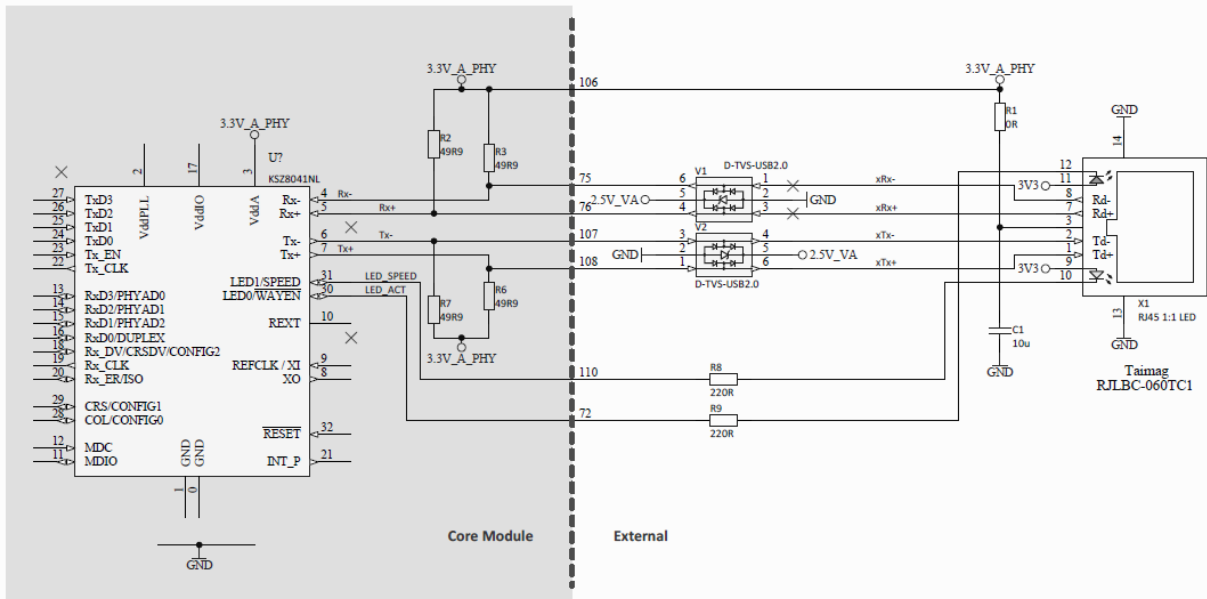 3.3V_A_PHY
3.3V_A_PHY
106
R1
0R
GND
14
3.3V_A_PHY
R2
49R9
R3
49R9
U?
KSZ8041NL
2
17
3
VddPLL
VddIO
VddA
27 TxD3
26 TxD2
25 TxD1
24 TxD0
23 Tx_EN
22 Tx_CLK
13 RxD3/PHYAD0
14 RxD2/PHYAD1
15 RxD1/PHYAD2
16 RxD0/DUPLEX
18 Rx_DV/CRSDV/CONFIG2
19 Rx_CLK
20 Rx_ER/ISO
29 CRS/CONFIG1
28 COL/CONFIG0
12 MDC
11 MDIO
Rx- 4 Rx-
Rx+ 5 Rx+
Tx- 6 Tx-
Tx+ 7 Tx+
LED1/SPEED 31 LED_SPEED
LED0/WAYEN 30 LED_ACT
REXT 10
REFCLK / XI 9
XO 8
RESET 32
INT_P 21
GND
GND
1
0
GND
R7
49R9
R6
49R9
3.3V_A_PHY
75
76
107
108
110
72
D-TVS-USB2.0
V1
6 1
5 2
4 3
2.5V_VA
GND
V2
3 4
2 5
1 6
GND
2.5V_VA
D-TVS-USB2.0
xRx-
xRx+
xTx-
xTx+
R8
220R
R9
220R
C1
10u
GND
12
11
3V3
8 Rd-
7 Rd+
3
2 Td-
1 Td+
9
3V3
10
X1
RJ45 1:1 LED
13
GND
Taimag
RJLBC-060TC1
Core Module
External